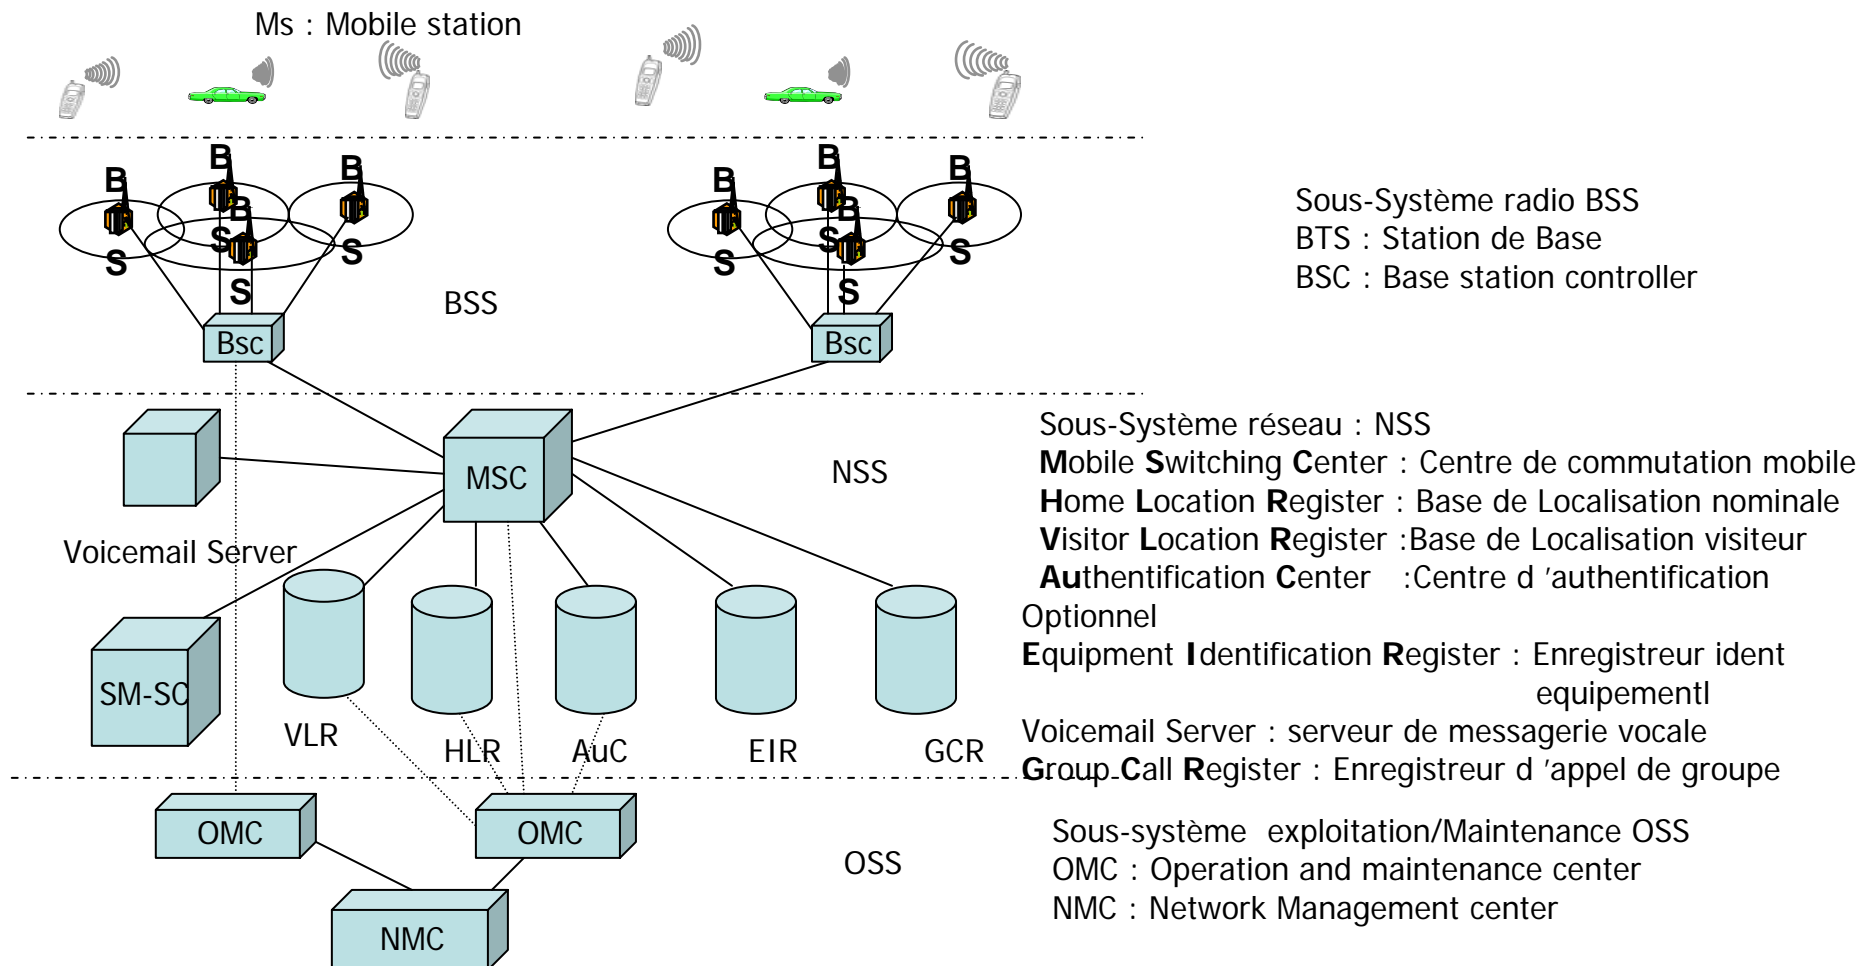 Ms : Mobile station
B
B
B
B
S
S
S
S
B
B
B
B
S
S
S
S
BSS
Bsc
Bsc
Sous-Système radio BSS
BTS : Station de Base
BSC : Base station controller
MSC
NSS
Voicemail Server
SM-SC
VLR
HLR
AuC
EIR
GCR
Sous-Système réseau : NSS
Mobile Switching Center : Centre de commutation mobile
Home Location Register : Base de Localisation nominale
Visitor Location Register :Base de Localisation visiteur
Authentification Center :Centre d ’authentification
Optionnel
Equipment Identification Register : Enregistreur ident
equipementl
Voicemail Server : serveur de messagerie vocale
Group Call Register : Enregistreur d ’appel de groupe
OMC
OMC
OSS
NMC
Sous-système exploitation/Maintenance OSS
OMC : Operation and maintenance center
NMC : Network Management center